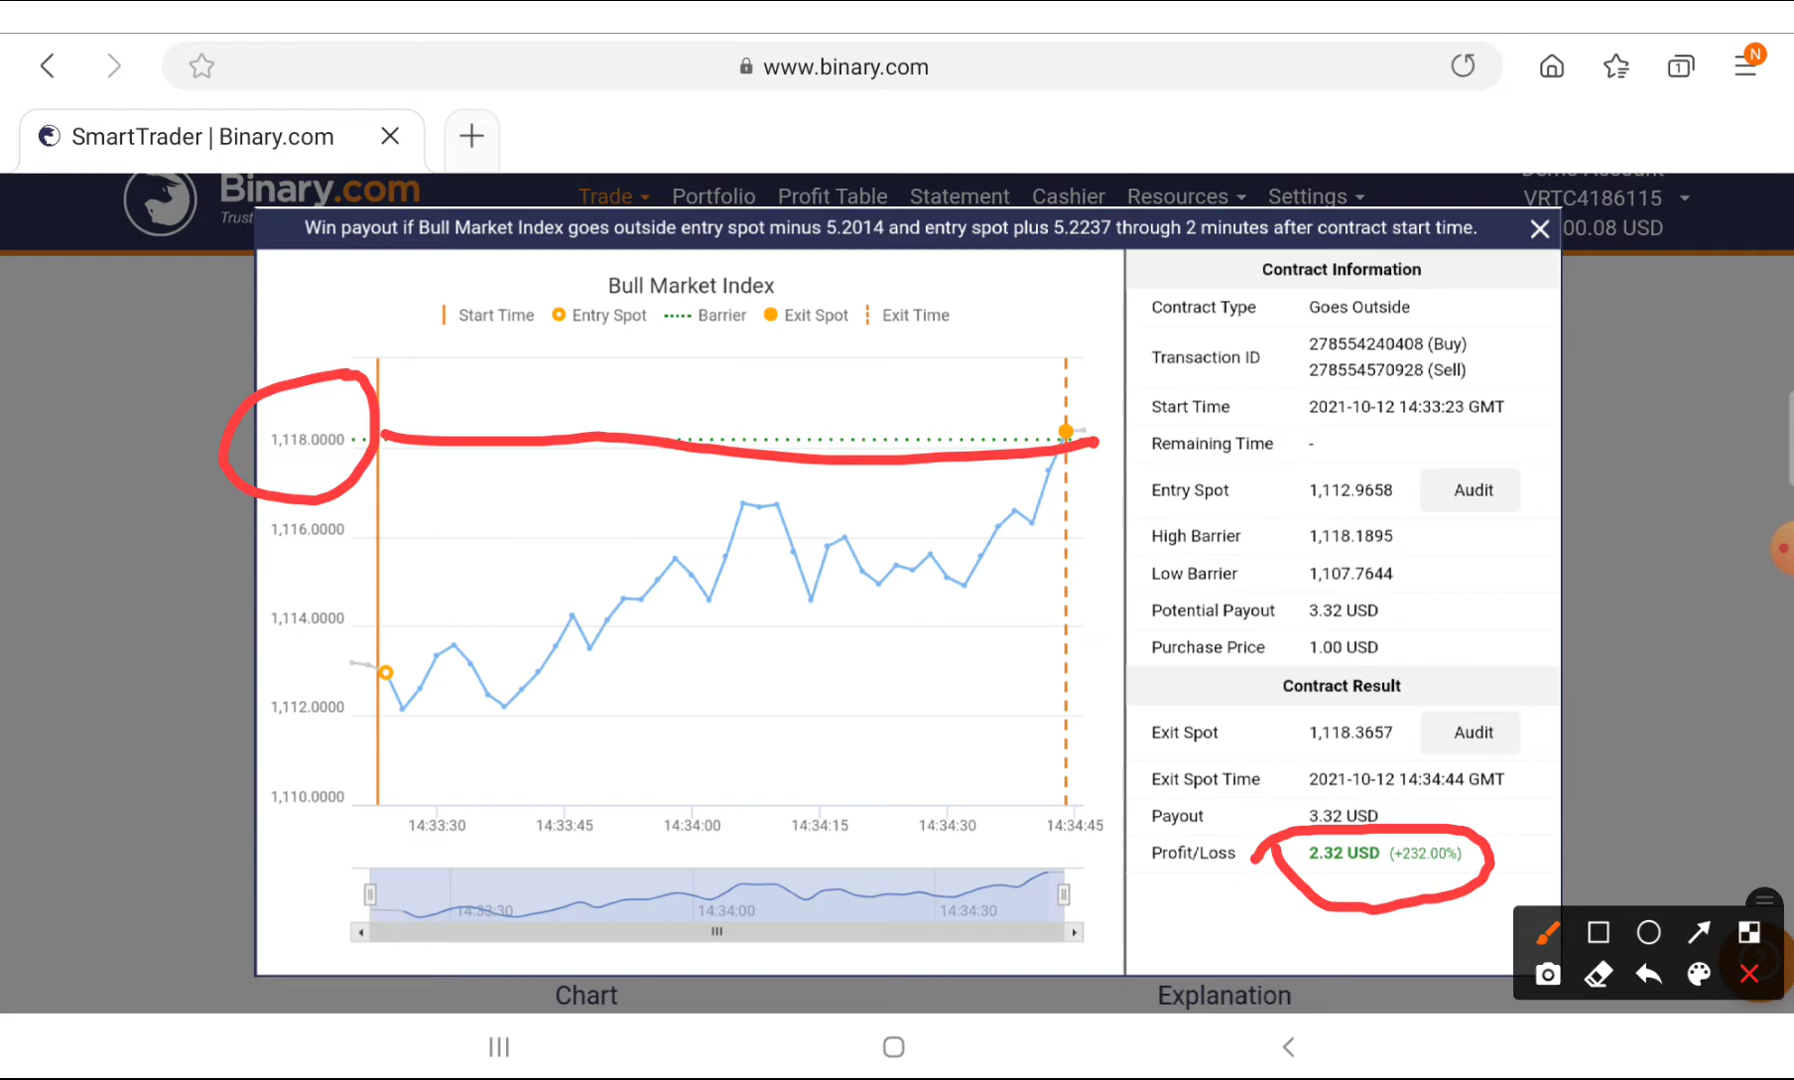 www.binary.com
1
N
SmartTrader | Binary.com
Binary.com
Trust
Trade
Portfolio
Profit Table
Statement
Cashier
Resources
Settings
Demo Account
VRTC4186115
00.08 USD
Win payout if Bull Market Index goes outside entry spot minus 5.2014 and entry spot plus 5.2237 through 2 minutes after contract start time.
Bull Market Index
Start Time
Entry Spot
Barrier
Exit Spot
Exit Time
1,118.0000
1,116.0000
1,114.0000
1,112.0000
1,110.0000
14:33:30
14:33:45
14:34:00
14:34:15
14:34:30
14:34:45
14:33:30
14:34:00
14:34:30
Contract Information
Contract Type Goes Outside
Transaction ID 278554240408 (Buy)
278554570928 (Sell)
Start Time 2021-10-12 14:33:23 GMT
Remaining Time -
Entry Spot 1,112.9658 Audit
High Barrier 1,118.1895
Low Barrier 1,107.7644
Potential Payout 3.32 USD
Purchase Price 1.00 USD
Contract Result
Exit Spot 1,118.3657 Audit
Exit Spot Time 2021-10-12 14:34:44 GMT
Payout 3.32 USD
Profit/Loss 2.32 USD (+232.00%)
Chart
Explanation